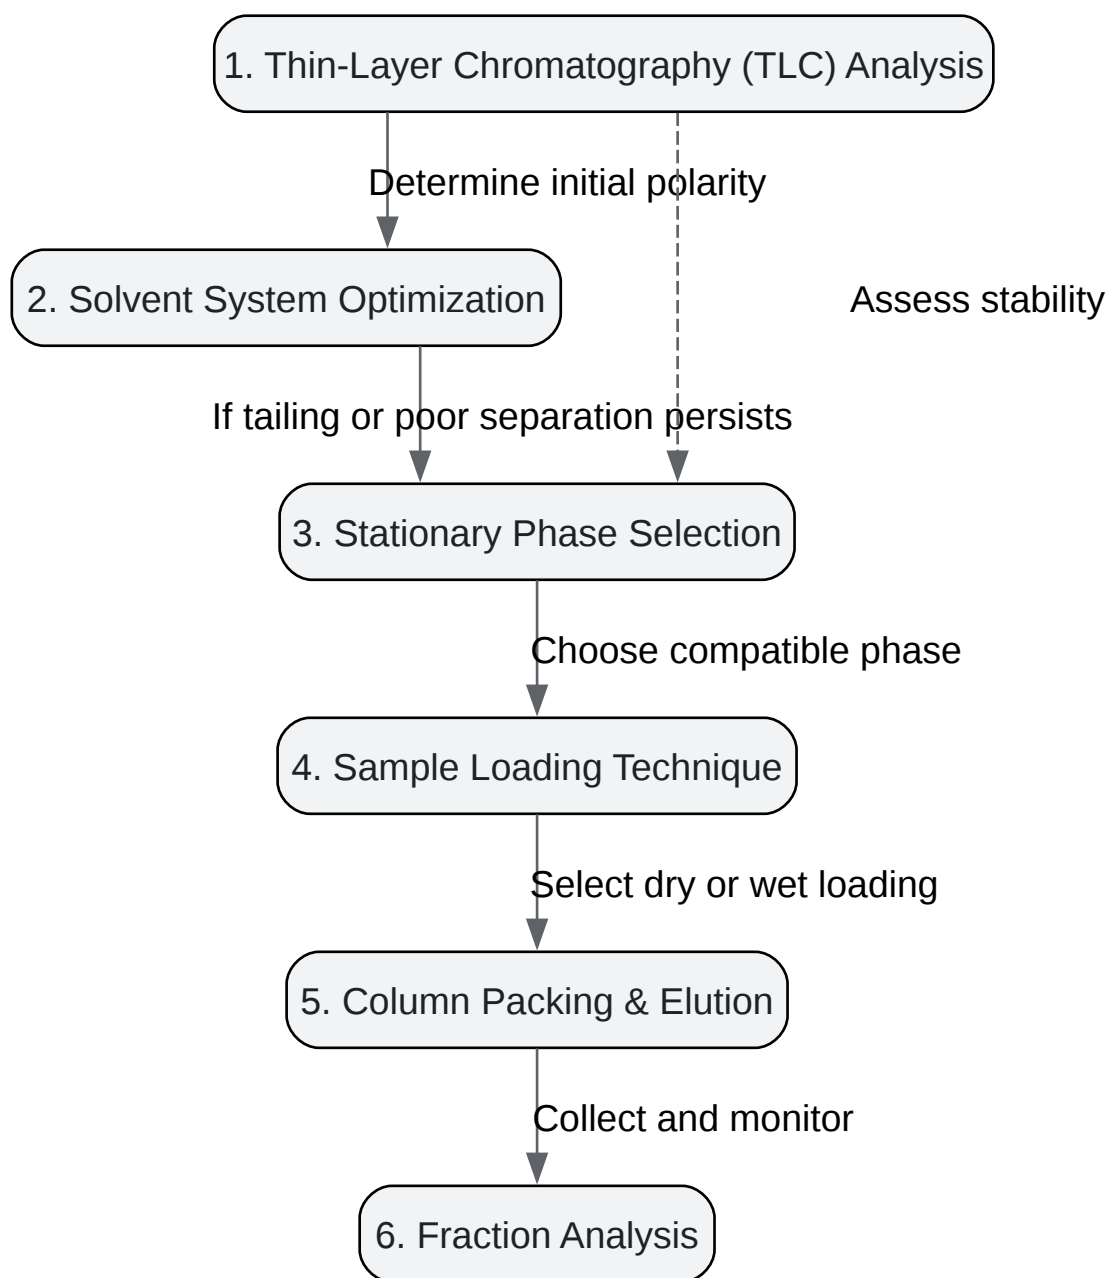 1. Thin-Layer Chromatography (TLC) Analysis
Determine initial polarity
2. Solvent System Optimization
Assess stability
If tailing or poor separation persists
3. Stationary Phase Selection
Choose compatible phase
4. Sample Loading Technique
Select dry or wet loading
5. Column Packing & Elution
Collect and monitor
6. Fraction Analysis